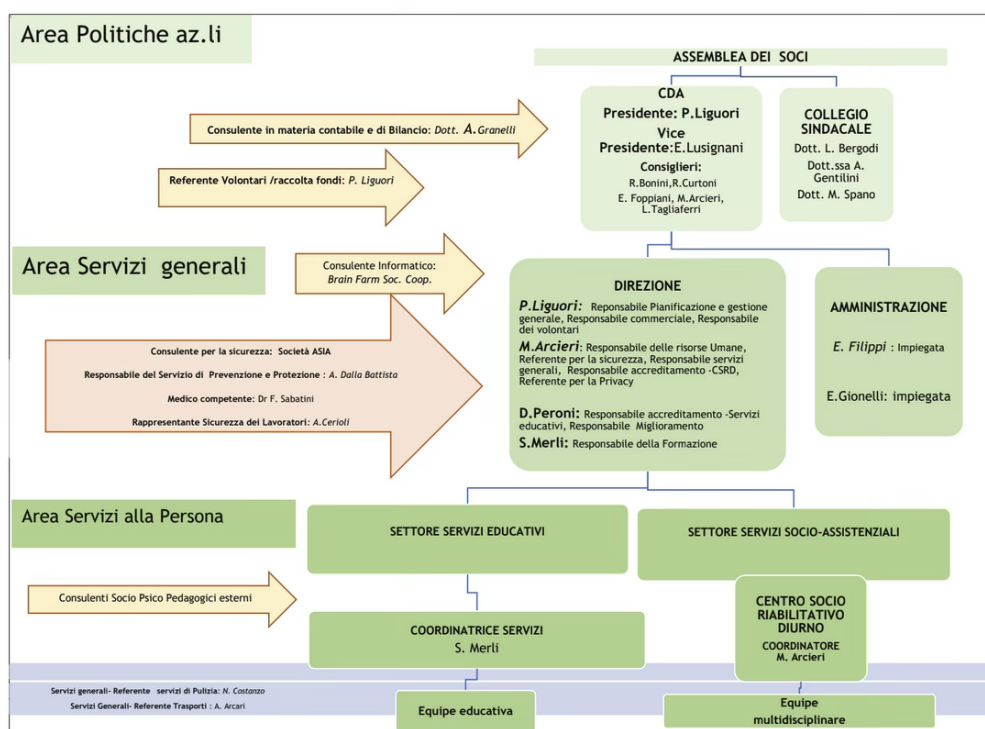 Area Politiche az.li
ASSEMBLEA DEI SOCI
CDA
Presidente: P.Liguori
Vice
Presidente:E.Lusignani
Consiglieri:
R.Bonini,R.Curtoni
E. Foppiani, M.Arcieri,
L.Tagliaferri
COLLEGIO
SINDACALE
Dott. L. Bergodi
Dott.ssa A.
Gentilini
Dott. M. Spano
Consulente in materia contabile e di Bilancio: Dott. A.Granelli
Referente Volontari /raccolta fondi: P. Liguori
Area Servizi generali
Consulente Informatico:
Brain Farm Soc. Coop.
DIREZIONE
P.Liguori: Reponsabile Pianificazione e gestione
generale, Responsabile commerciale, Responsabile
dei volontari
M.Arcieri: Responsabile delle risorse Umane,
Referente per la sicurezza, Responsabile servizi
generali, Responsabile accreditamento -CSRD,
Referente per la Privacy
D.Peroni: Responsabile accreditamento -Servizi
educativi, Responsabile Miglioramento
S.Merli: Responsabile della Formazione
AMMINISTRAZIONE
E. Filippi : Impiegata
E.Gionelli: impiegata
Consulente per la sicurezza: Società ASIA
Responsabile del Servizio di Prevenzione e Protezione : A. Dalla Battista
Medico competente: Dr F. Sabatini
Rappresentante Sicurezza dei Lavoratori: A.Cerioli
Area Servizi alla Persona
SETTORE SERVIZI EDUCATIVI
SETTORE SERVIZI SOCIO-ASSISTENZIALI
Consulenti Socio Psico Pedagogici esterni
COORDINATRICE SERVIZI
S. Merli
CENTRO SOCIO
RIABILITATIVO
DIURNO
COORDINATORE
M. Arcieri
Servizi generali- Referente servizi di Pulizia: N. Costanzo
Servizi Generali- Referente Trasporti : A. Arcari
Equipe educativa
Equipe
multidisciplinare